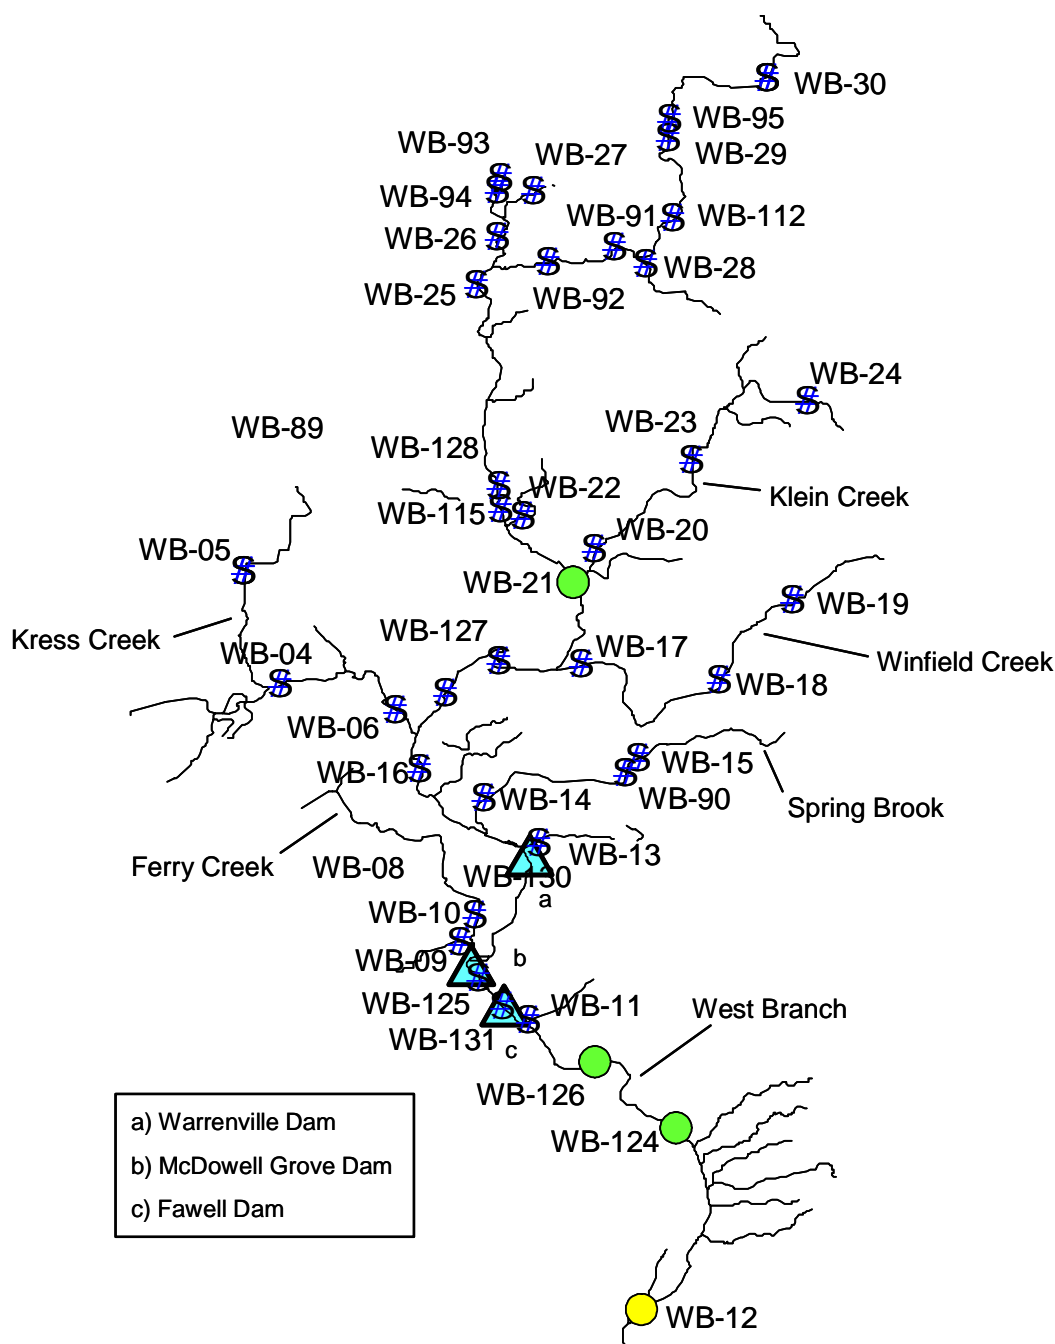 WB-30
WB-95
WB-93
WB-27
WB-29
WB-94
WB-91
WB-112
WB-26
WB-28
WB-25
WB-92
WB-24
WB-23
WB-89
WB-128
WB-22
Klein Creek
WB-115
WB-20
WB-05
WB-21
WB-19
Kress Creek
WB-127
WB-17
WB-04
Winfield Creek
WB-18
WB-06
WB-16
WB-15
WB-14
WB-90
Spring Brook
WB-13
Ferry Creek
WB-08
WB-130
a
WB-10
WB-09
b
WB-125
WB-11
West Branch
WB-131
c
WB-126
WB-124
a) Warrenville Dam
b) McDowell Grove Dam
c) Fawell Dam
WB-12